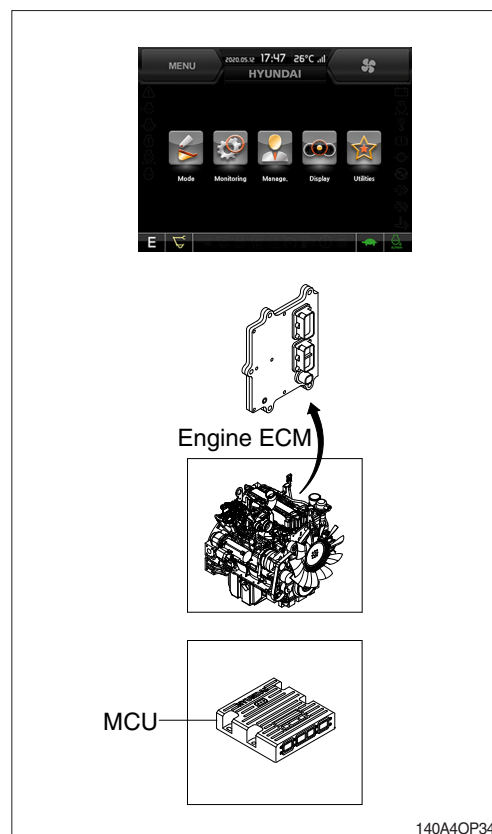 MENU
2020.05.12 17:47 26°C
HYUNDAI
Mode Monitoring Manage. Display Utilities
E
Engine ECM
MCU
140A4OP34